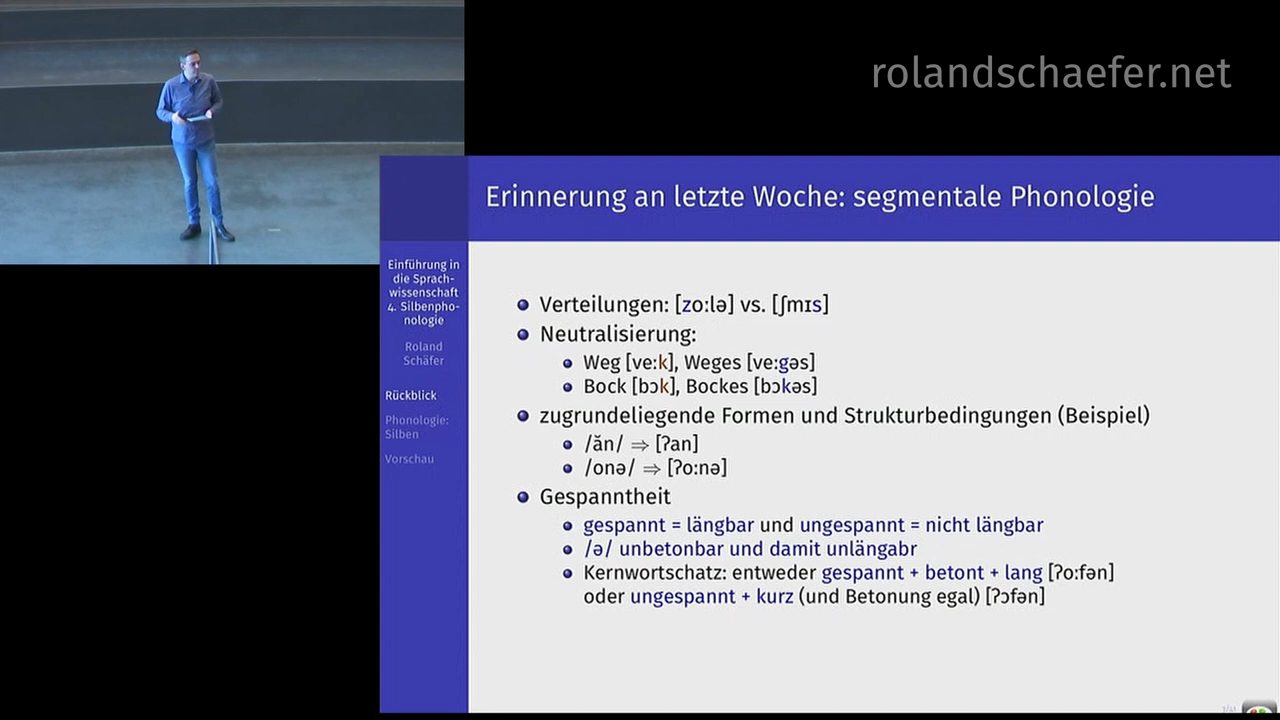 rolandschaefer.net
Erinnerung an letzte Woche: segmentale Phonologie
Einführung in
die Sprach-
wissenschaft
4. Silbenpho-
nologie
Roland
Schäfer
Rückblick
Phonologie:
Silben
Vorschau
Verteilungen: [zoːlə] vs. [ʃmɪs]
Neutralisierung:
Weg [veːk], Weges [veːgəs]
Bock [bɔk], Bockes [bɔkəs]
zugrundeliegende Formen und Strukturbedingungen (Beispiel)
/ăn/ ⇒ [ʔan]
/onə/ ⇒ [ʔoːnə]
Gespanntheit
gespannt = längbar und ungespannt = nicht längbar
/ə/ unbetonbar und damit unlängabr
Kernwortschatz: entweder gespannt + betont + lang [ʔoːfən]
oder ungespannt + kurz (und Betonung egal) [ʔɔfən]